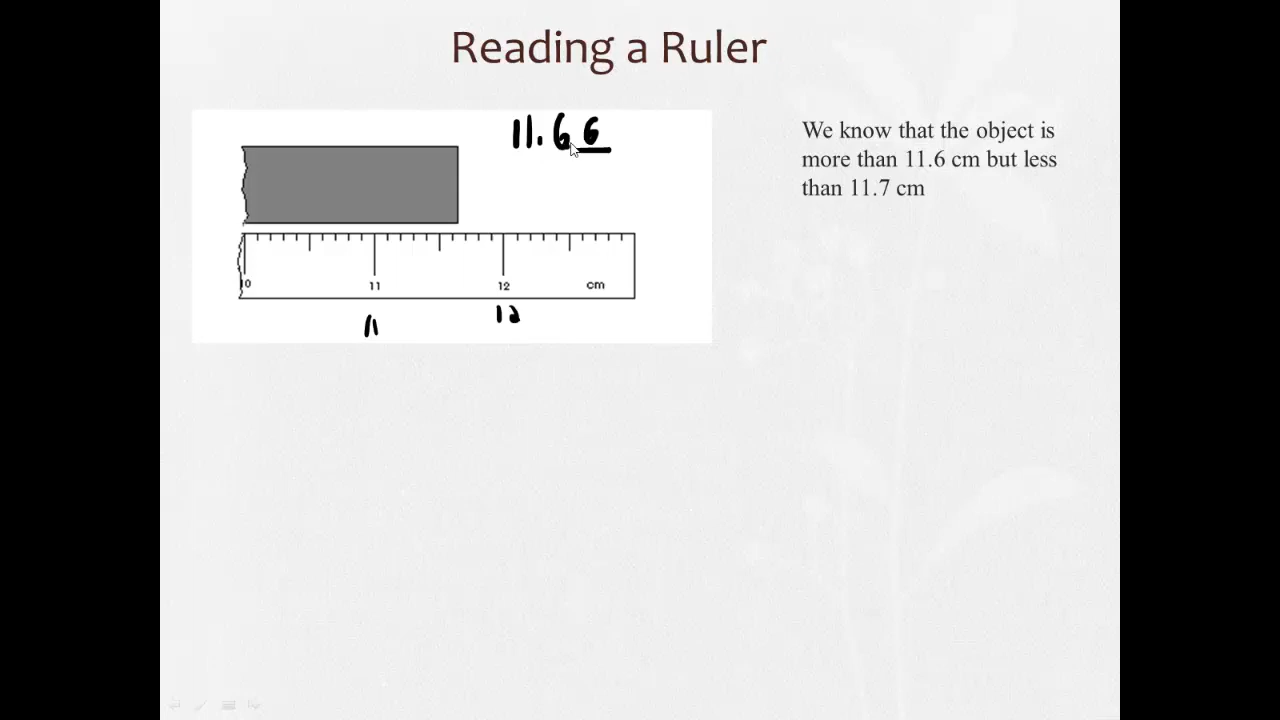 Reading a Ruler
11.66
We know that the object is
more than 11.6 cm but less
than 11.7 cm
0 11 12 cm
11 12